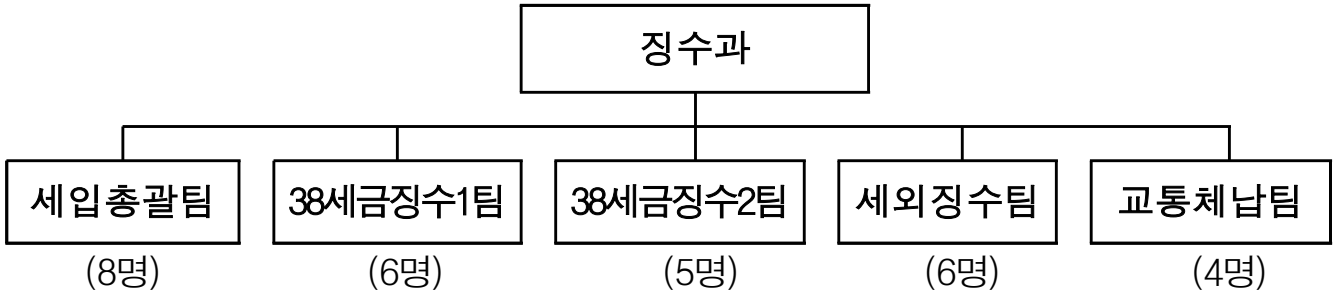 징수과
세입총괄팀 38세금징수1팀 38세금징수2팀 세외징수팀 교통체납팀
(8명) (6명) (5명) (6명) (4명)